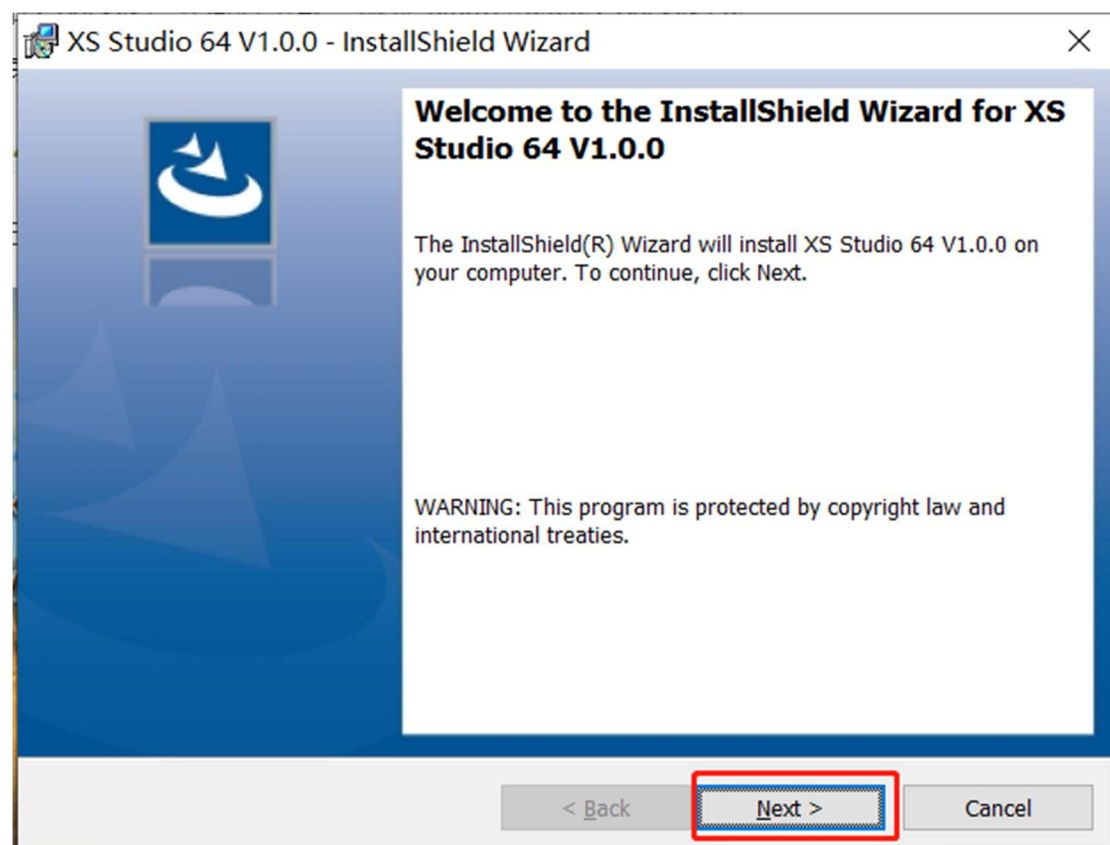 XS Studio 64 V1.0.0 - InstallShield Wizard
Welcome to the InstallShield Wizard for XS
Studio 64 V1.0.0
The InstallShield(R) Wizard will install XS Studio 64 V1.0.0 on
your computer. To continue, click Next.
WARNING: This program is protected by copyright law and
international treaties.
< Back
Next >
Cancel